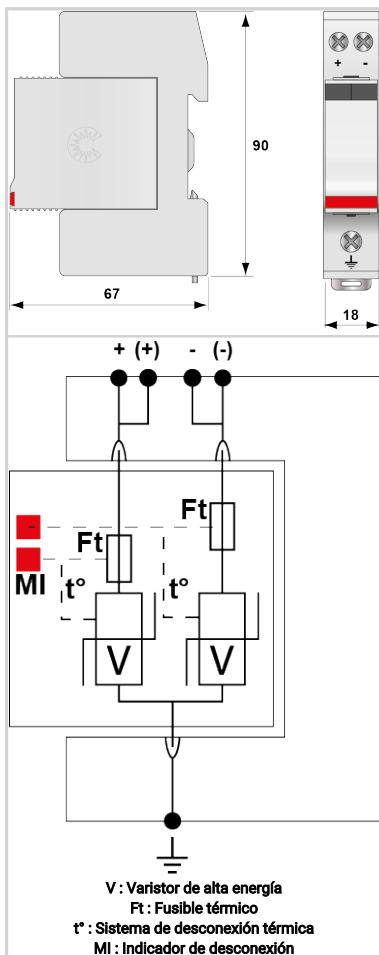 + -
90
67
18
+ (+) - (-)
Ft
Ft
MI
t° t°
V V
V : Varistor de alta energía
Ft : Fusible térmico
t° : Sistema de desconexión térmica
MI : Indicador de desconexión